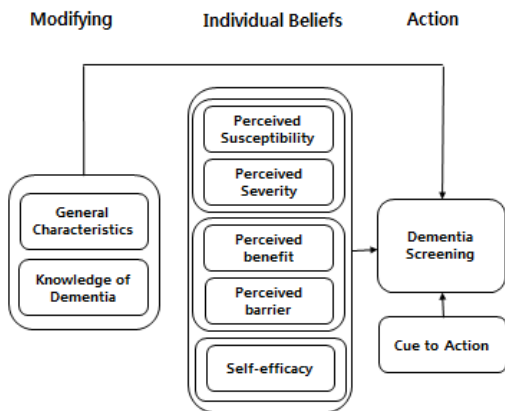 Modifying
Individual Beliefs
Action
General
Characteristics
Knowledge of
Dementia
Perceived
Susceptibility
Perceived
Severity
Perceived
benefit
Perceived
barrier
Self-efficacy
Dementia
Screening
Cue to Action